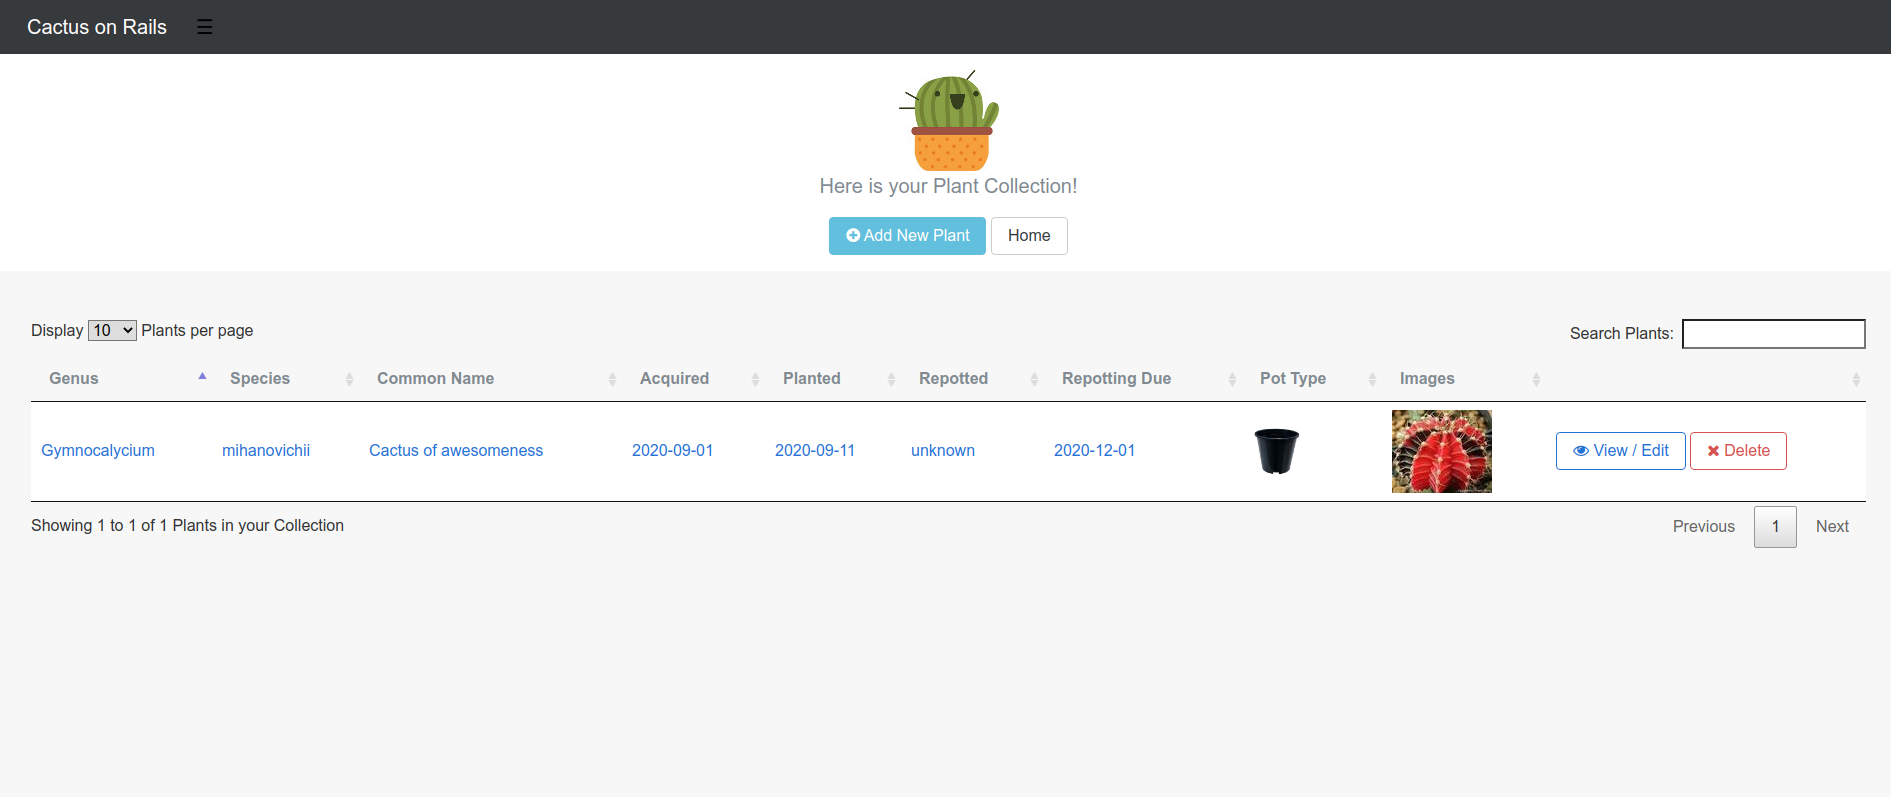 Cactus on Rails ☰
Here is your Plant Collection!
Add New Plant Home
Display 10 Plants per page Search Plants:
Genus Species Common Name Acquired Planted Repotted Repotting Due Pot Type Images
Gymnocalycium mihanovichii Cactus of awesomeness 2020-09-01 2020-09-11 unknown 2020-12-01 View / Edit Delete
Showing 1 to 1 of 1 Plants in your Collection Previous 1 Next